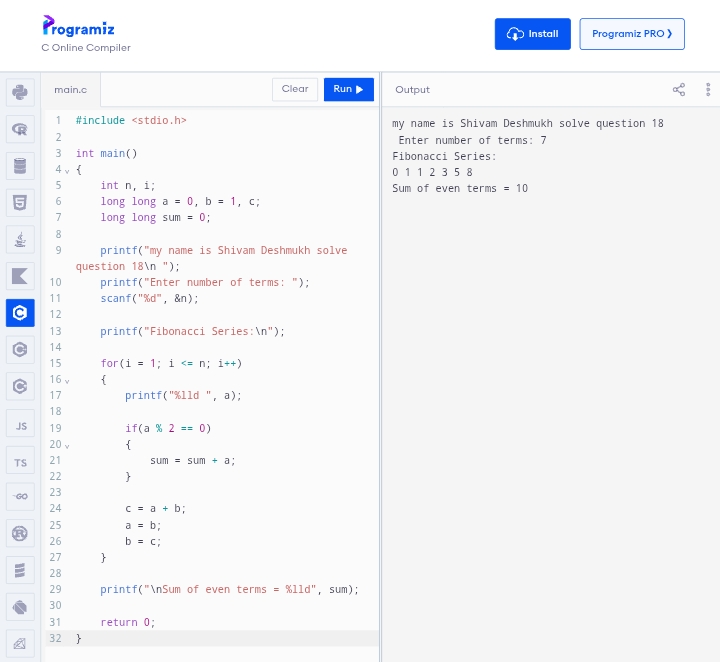 Programiz
C Online Compiler
Install
Programiz PRO ❯
main.c
Clear
Run
Output
1 #include <stdio.h>
2
3 int main()
4 {
5     int n, i;
6     long long a = 0, b = 1, c;
7     long long sum = 0;
8
9     printf("my name is Shivam Deshmukh solve
question 18\n ");
10     printf("Enter number of terms: ");
11     scanf("%d", &n);
12
13     printf("Fibonacci Series:\n");
14
15     for(i = 1; i <= n; i++)
16     {
17         printf("%lld ", a);
18
19         if(a % 2 == 0)
20         {
21             sum = sum + a;
22         }
23
24         c = a + b;
25         a = b;
26         b = c;
27     }
28
29     printf("\nSum of even terms = %lld", sum);
30
31     return 0;
32 }
my name is Shivam Deshmukh solve question 18
 Enter number of terms: 7
Fibonacci Series:
0 1 1 2 3 5 8
Sum of even terms = 10
JS
TS
GO